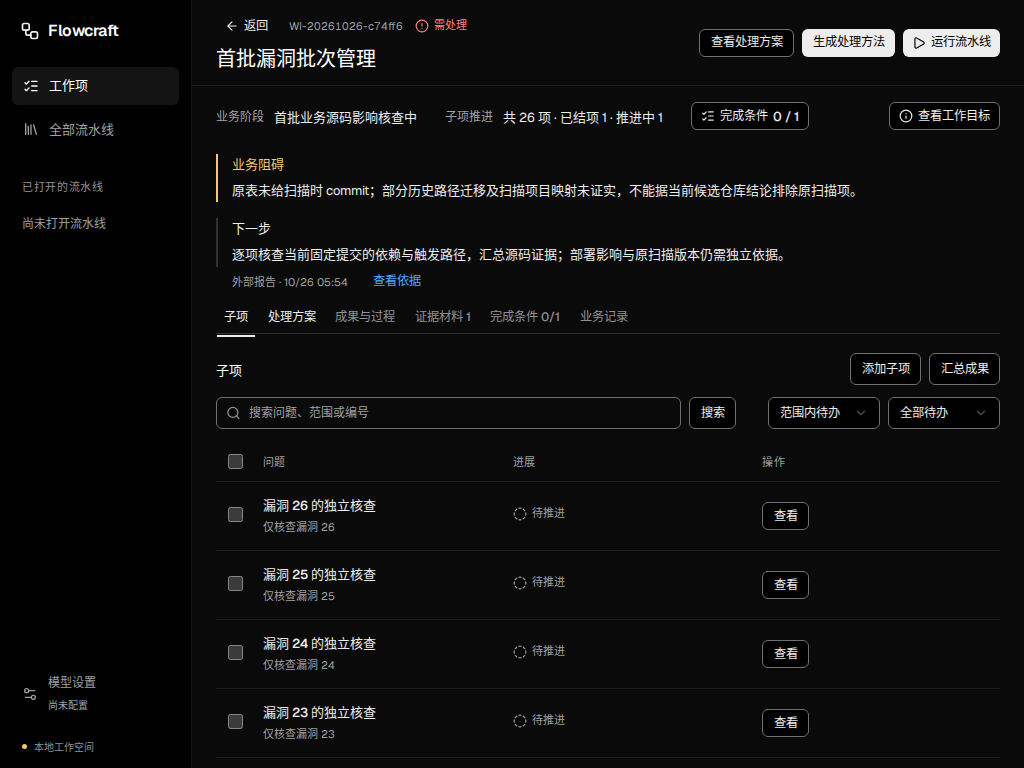 Flowcraft
工作项
全部流水线
已打开的流水线
尚未打开流水线
模型设置
尚未配置
本地工作空间
返回 WI-20261026-c74ff6 需处理
首批漏洞批次管理
查看处理方案 生成处理方法 运行流水线
业务阶段 首批业务源码影响核查中 子项推进 共 26 项 · 已结项 1 · 推进中 1 完成条件 0 / 1 查看工作目标
业务阻碍
原表未给扫描时 commit；部分历史路径迁移及扫描项目映射未证实，不能据当前候选仓库结论排除原扫描项。
下一步
逐项核查当前固定提交的依赖与触发路径，汇总源码证据；部署影响与原扫描版本仍需独立依据。
外部报告 · 10/26 05:54 查看依据
子项 处理方案 成果与过程 证据材料 1 完成条件 0/1 业务记录
子项 添加子项 汇总成果
搜索问题、范围或编号 搜索 范围内待办 全部待办
问题 进展 操作
漏洞 26 的独立核查
仅核查漏洞 26
待推进 查看
漏洞 25 的独立核查
仅核查漏洞 25
待推进 查看
漏洞 24 的独立核查
仅核查漏洞 24
待推进 查看
漏洞 23 的独立核查
仅核查漏洞 23
待推进 查看